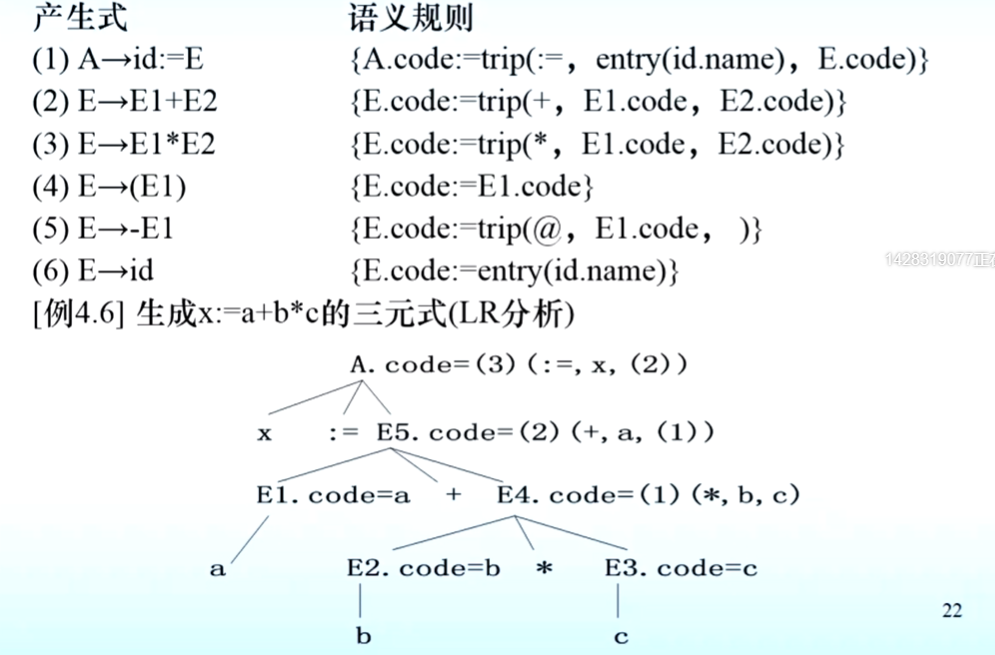 产生式 语义规则
(1) A→id:=E {A.code:=trip(:=，entry(id.name)，E.code)}
(2) E→E1+E2 {E.code:=trip(+，E1.code，E2.code)}
(3) E→E1*E2 {E.code:=trip(*，E1.code，E2.code)}
(4) E→(E1) {E.code:=E1.code}
(5) E→-E1 {E.code:=trip(@，E1.code， )}
(6) E→id {E.code:=entry(id.name)}
1428319077正在
[例4.6] 生成x:=a+b*c的三元式(LR分析)
A.code=(3)(:=,x,(2))
x := E5.code=(2)(+,a,(1))
E1.code=a + E4.code=(1)(*,b,c)
a E2.code=b * E3.code=c
b c
22